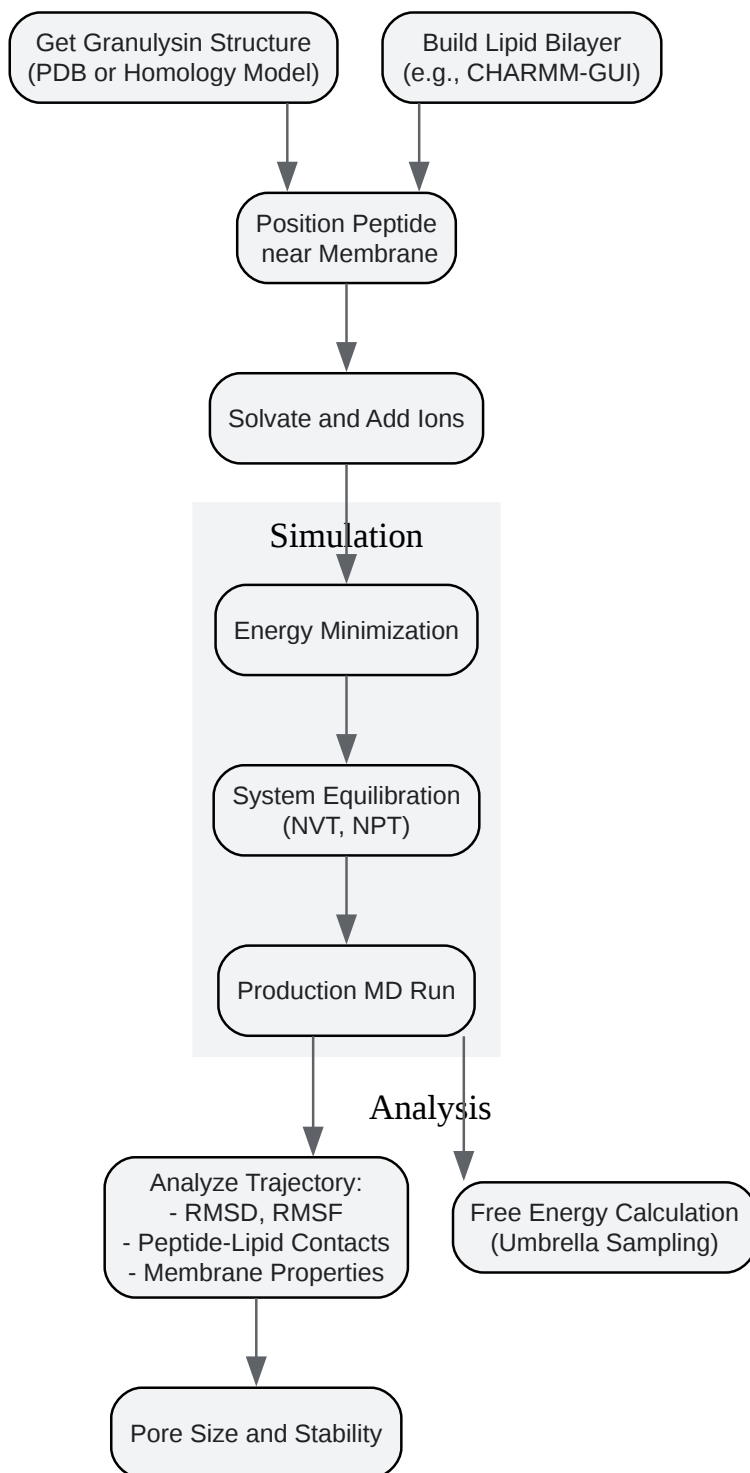 Get Granulysin Structure
(PDB or Homology Model)
Build Lipid Bilayer
(e.g., CHARMM-GUI)
Position Peptide
near Membrane
Solvate and Add Ions
Simulation
Energy Minimization
System Equilibration
(NVT, NPT)
Production MD Run
Analysis
Analyze Trajectory:
- RMSD, RMSF
- Peptide-Lipid Contacts
- Membrane Properties
Free Energy Calculation
(Umbrella Sampling)
Pore Size and Stability